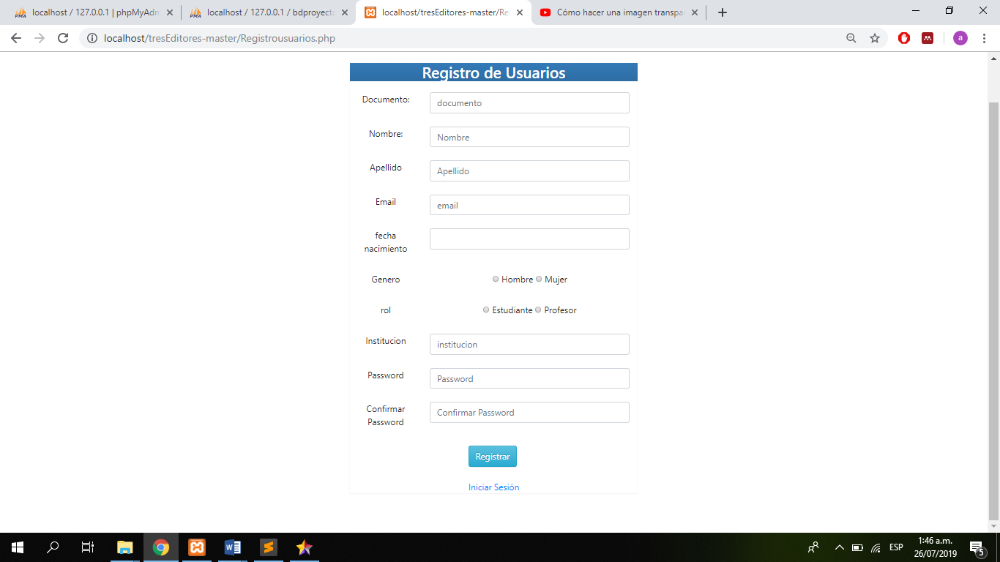 localhost / 127.0.0.1 | phpMyAdm
localhost / 127.0.0.1 / bdproyecto
localhost/tresEditores-master/Re
Cómo hacer una imagen transpa
localhost/tresEditores-master/Registrousuarios.php
a
Registro de Usuarios
Documento:
documento
Nombre:
Nombre
Apellido
Apellido
Email
email
fecha
nacimiento
Genero
Hombre Mujer
rol
Estudiante Profesor
Institucion
institucion
Password
Password
Confirmar
Password
Confirmar Password
Registrar
Iniciar Sesión
ESP
1:46 a.m.
26/07/2019
5